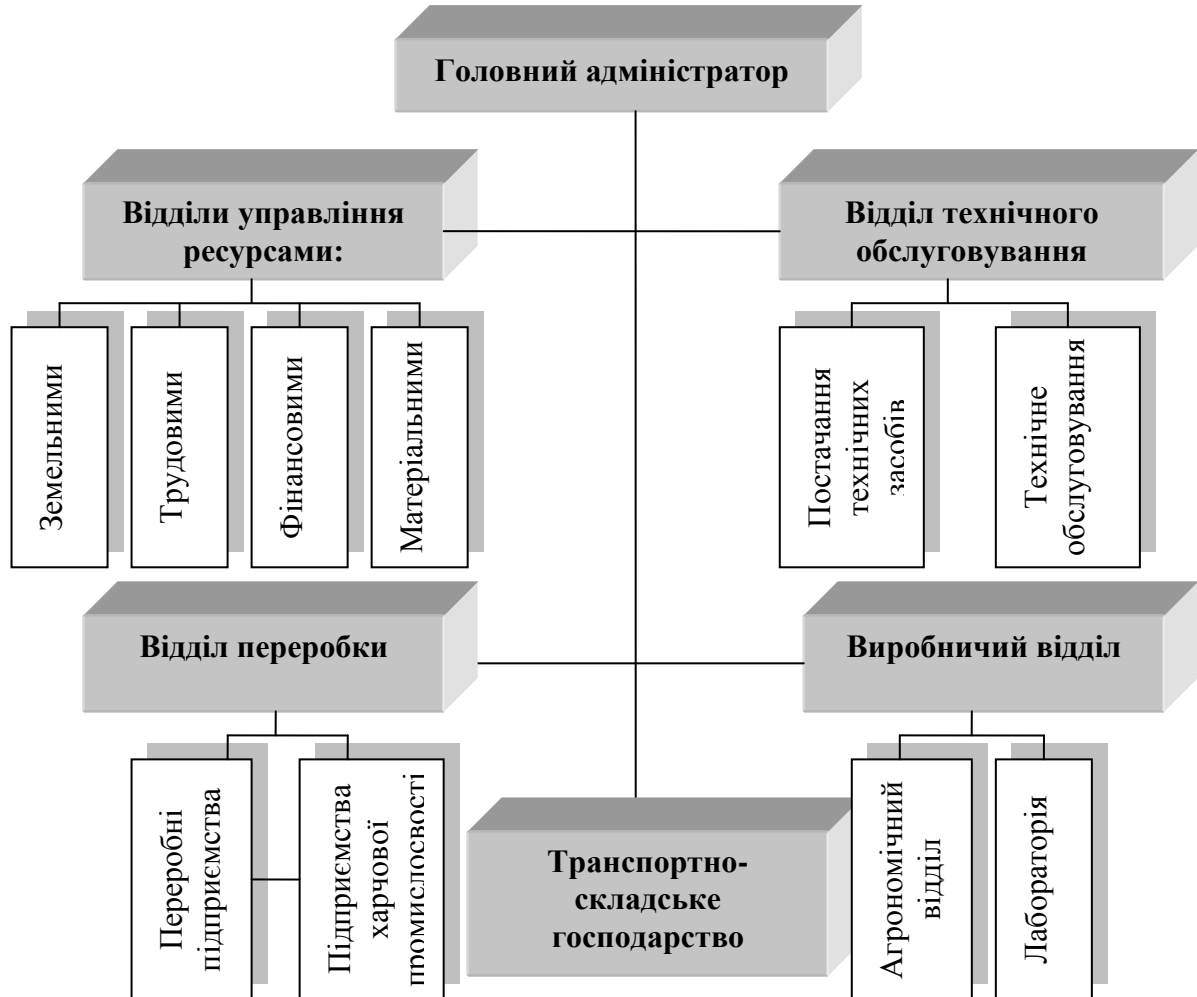 Головний адміністратор
Відділи управління
ресурсами:
Відділ технічного
обслуговування
Земельними
Трудовими
Фінансовими
Матеріальними
Постачання
технічних
засобів
Технічне
обслуговування
Відділ переробки
Виробничий відділ
Переробні
підприємства
Підприємства
харчової
промислосвості
Транспортно-
складське
господарство
Агрономічний
відділ
Лабораторія